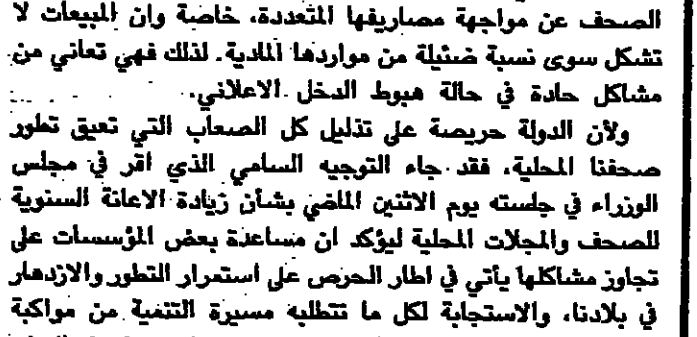 الصحف عن مواجهة مصاريفها المتعددة، خاصة وان المبيعات لا
تشكل سوى نسبة ضئيلة من مواردها المادية. لذلك فهي تعاني من
مشاكل حادة في حالة هبوط الدخل الاعلاني.
ولأن الدولة حريصة على تذليل كل الصعاب التي تعيق تطور
صحفنا المحلية، فقد جاء التوجيه السامي الذي اقر في مجلس
الوزراء في جلسته يوم الاثنين الماضي بشأن زيادة الاعانة السنوية
للصحف والمجلات المحلية ليؤكد ان مساعدة بعض المؤسسات على
تجاوز مشاكلها يأتي في اطار الحرص على استمرار التطور والازدهار
في بلادنا، والاستجابة لكل ما تتطلبه مسيرة التنمية من مواكبة